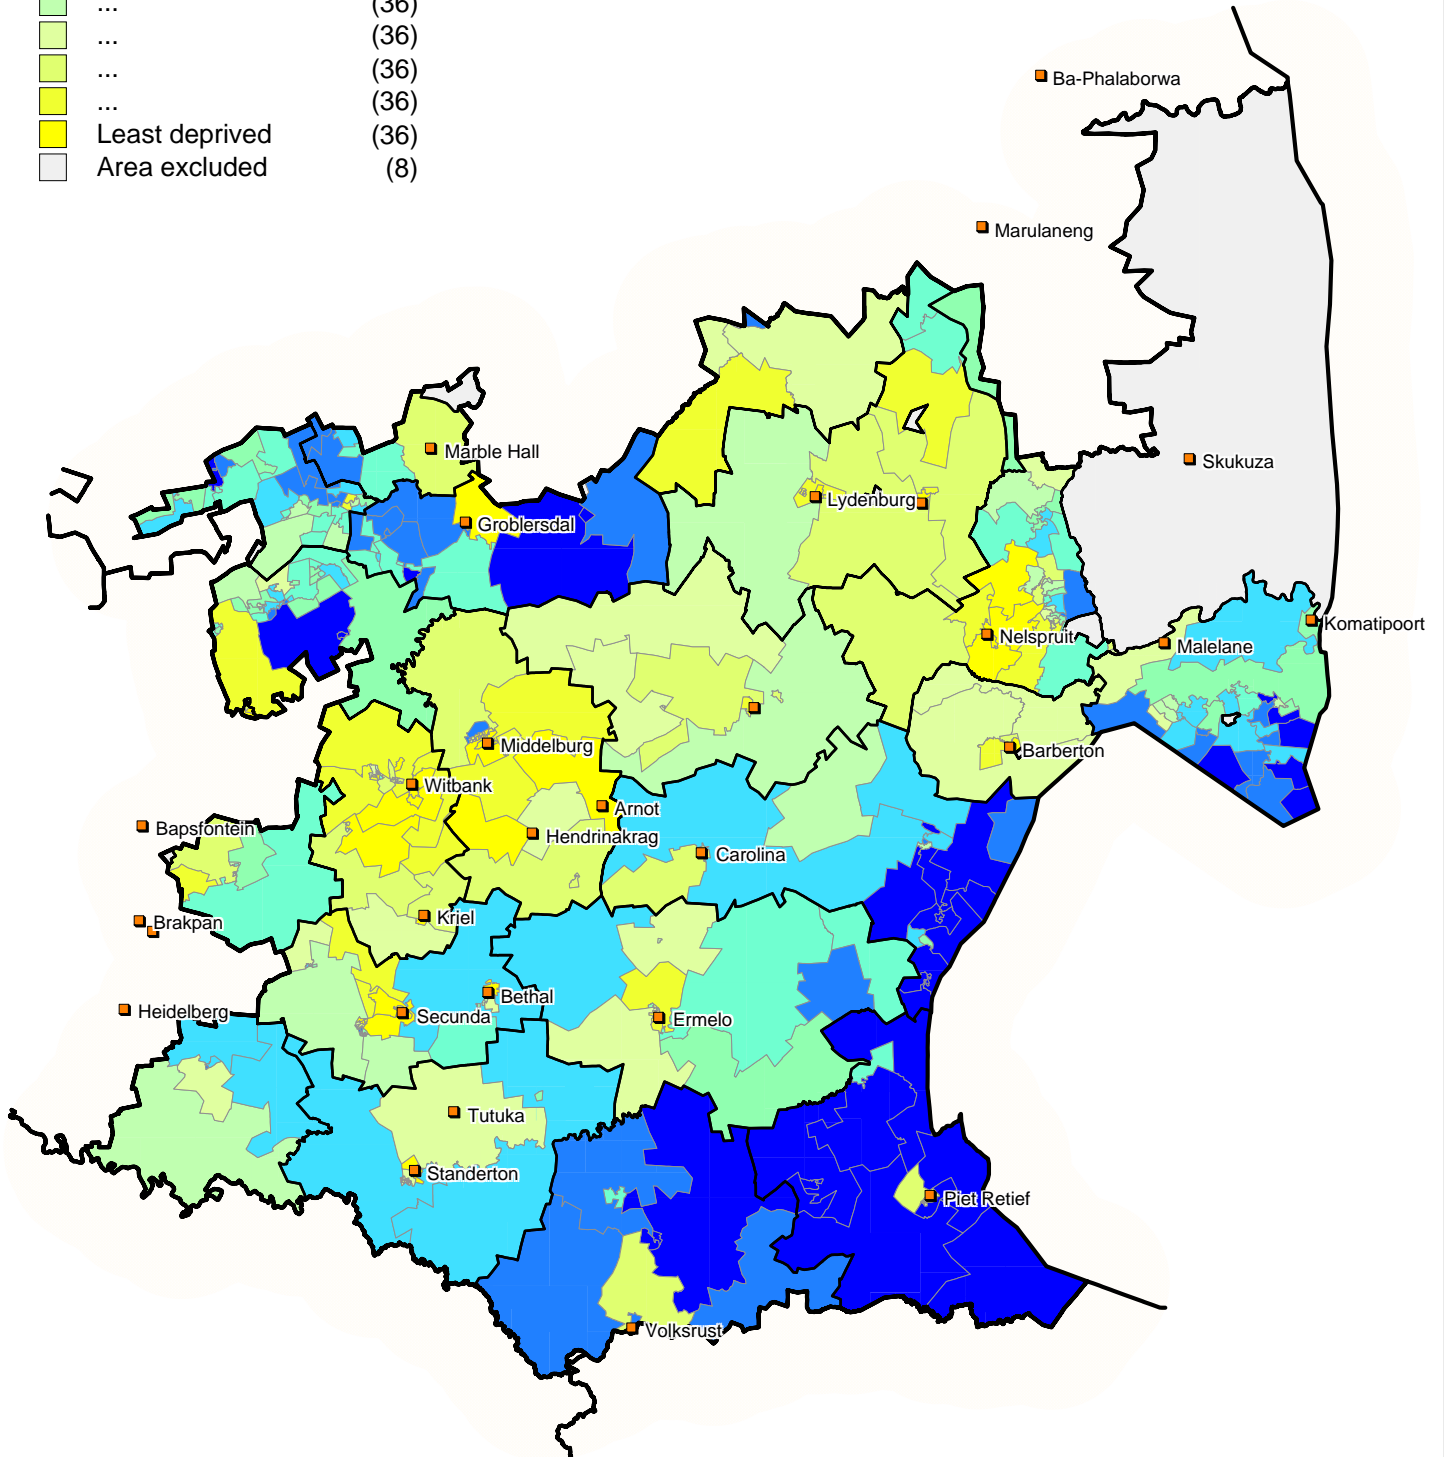 ... (36)
... (36)
... (36)
... (36)
Least deprived (36)
Area excluded (8)
Ba-Phalaborwa
Marulaneng
Marble Hall
Skukuza
Lydenburg
Groblersdal
Komatipoort
Nelspruit
Malelane
Middelburg
Barberton
Witbank
Arnot
Bapsfontein
Hendrinakrag
Carolina
Kriel
Brakpan
Bethal
Heidelberg
Secunda
Ermelo
Tutuka
Standerton
Piet Retief
Volksrust